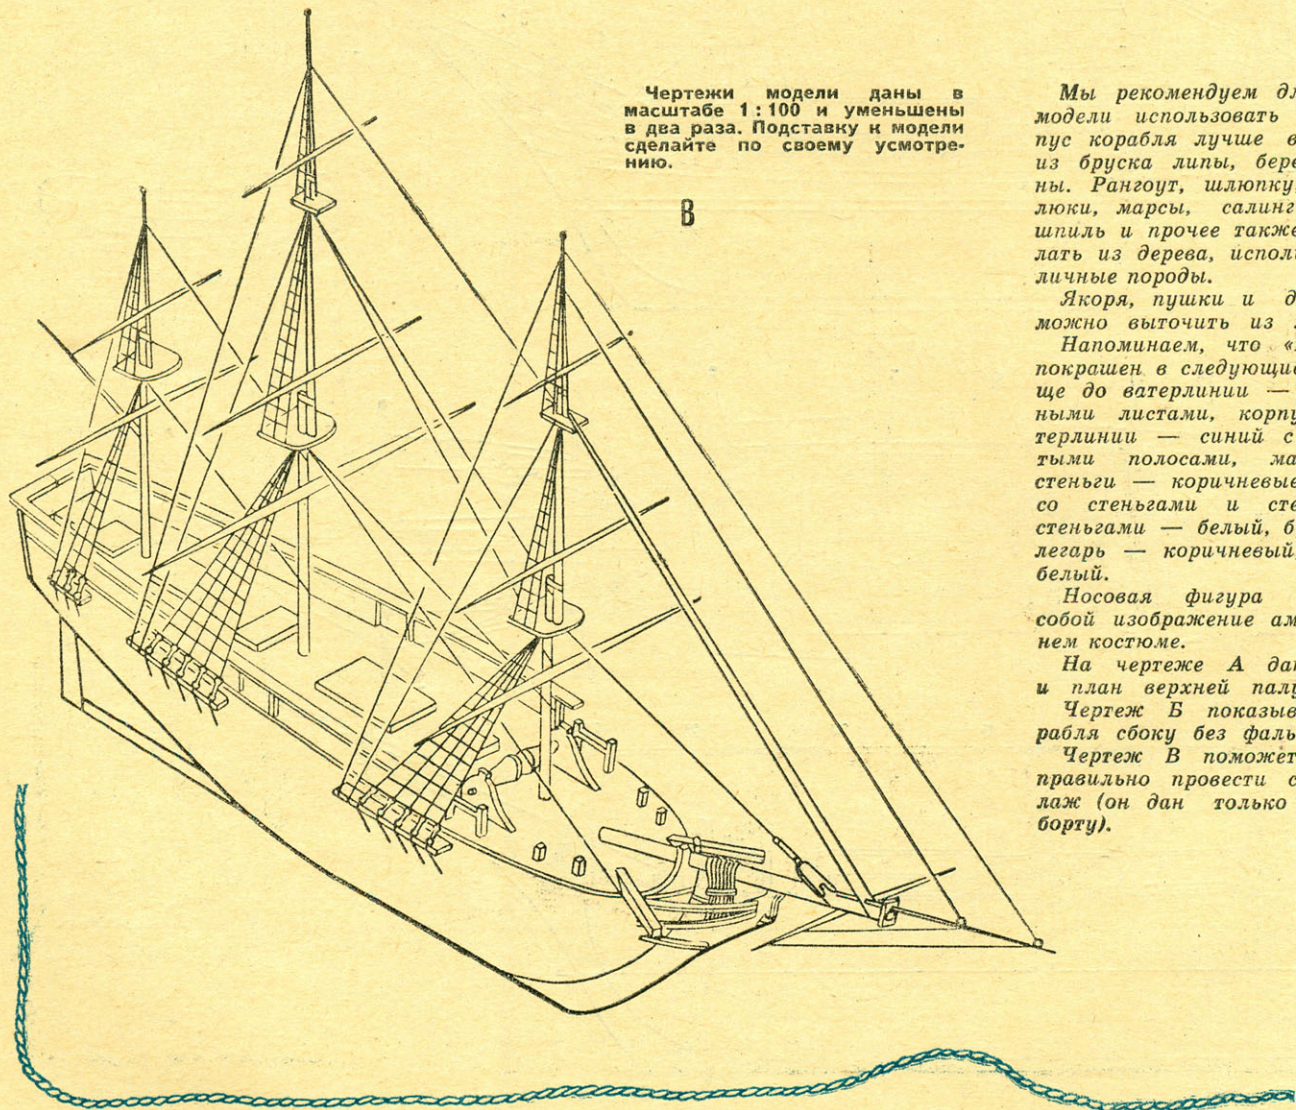 Чертежи модели даны в
масштабе 1 : 100 и уменьшены
в два раза. Подставку к модели
сделайте по своему усмотре-
нию.
В
Мы рекомендуем дл
модели использовать
пус корабля лучше в
из бруска липы, бере
ны. Рангоут, шлюпку
люки, марсы, салинг
шпиль и прочее также
лать из дерева, исполь
личные породы.
Якоря, пушки и д
можно выточить из
Напоминаем, что «
покрашен в следующие
ще до ватерлинии —
ными листами, корпу
терлинии — синий с
тыми полосами, ма
стеньги — коричневые
со стеньгами и сте
стеньгами — белый, б
легарь — коричневый
белый.
Носовая фигура
собой изображение ам
нем костюме.
На чертеже А дан
и план верхней палу
Чертеж Б показыв
рабля сбоку без фаль
Чертеж В поможет
правильно провести с
лаж (он дан только
борту).